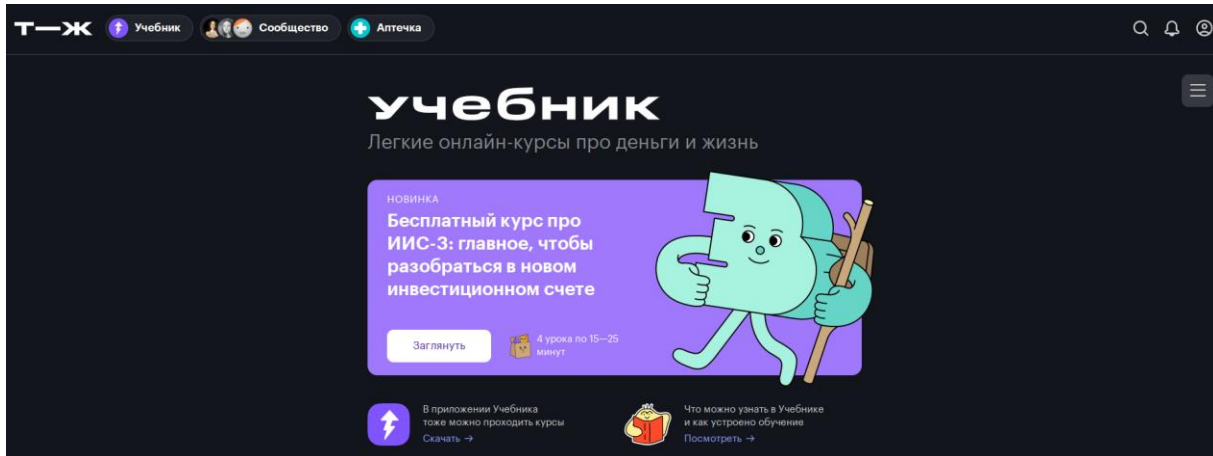 Т—Ж Учебник Сообщество Аптечка
учебник
Легкие онлайн-курсы про деньги и жизнь
НОВИНКА
Бесплатный курс про
ИИС-3: главное, чтобы
разобраться в новом
инвестиционном счете
Заглянуть
4 урока по 15—25
минут
В приложении Учебника
тоже можно проходить курсы
Скачать →
Что можно узнать в Учебнике
и как устроено обучение
Посмотреть →